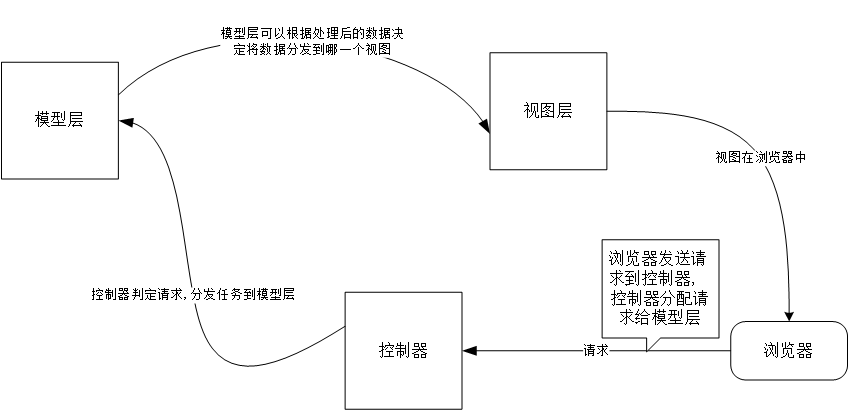 模型层可以根据处理后的数据决
定将数据分发到哪一个视图
模型层
视图层
视图在浏览器中
控制器判定请求,分发任务到模型层
浏览器发送请
求到控制器,
控制器分配请
求给模型层
控制器
请求
浏览器